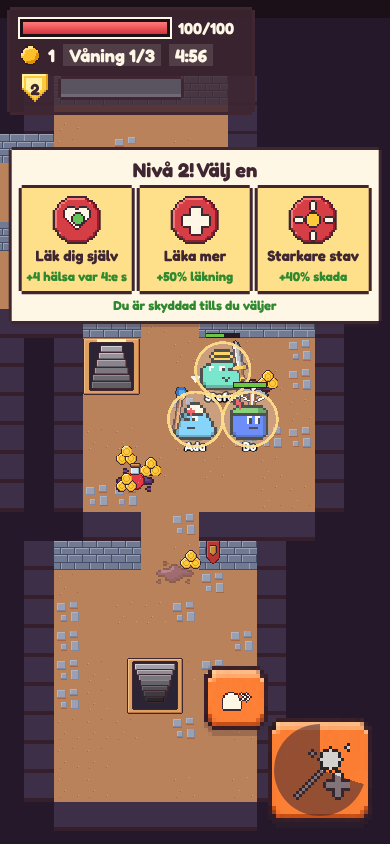 100/100
1 Våning 1/3 4:56
2
Nivå 2! Välj en
Läk dig själv
+4 hälsa var 4:e s
Läka mer
+50% läkning
Starkare stav
+40% skada
Du är skyddad tills du väljer
Ada
Bo